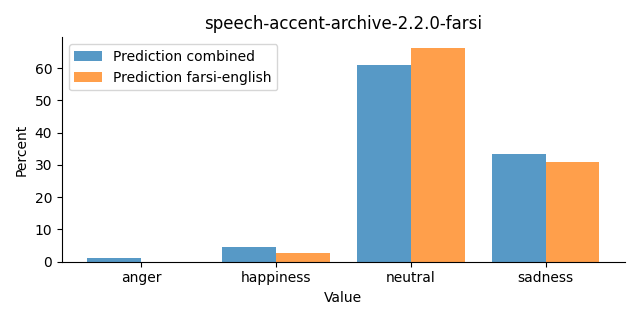 speech-accent-archive-2.2.0-farsi
Prediction combined
Prediction farsi-english
Percent
60
50
40
30
20
10
0
anger happiness neutral sadness
Value